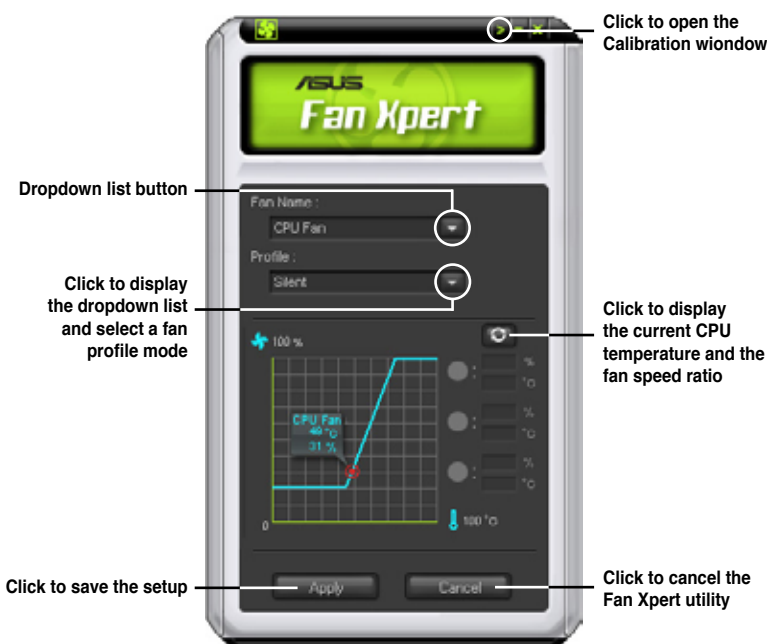 Click to open the
Calibration wiondow
ASUS
Fan Xpert
Dropdown list button
Fan Name :
CPU Fan
Profile :
Silent
Click to display
the dropdown list
and select a fan
profile mode
Click to display
the current CPU
temperature and the
fan speed ratio
100 %
: %
°C
: %
°C
: %
°C
CPU Fan
49 °C
31 %
0
100 °C
Click to save the setup
Apply
Cancel
Click to cancel the
Fan Xpert utility